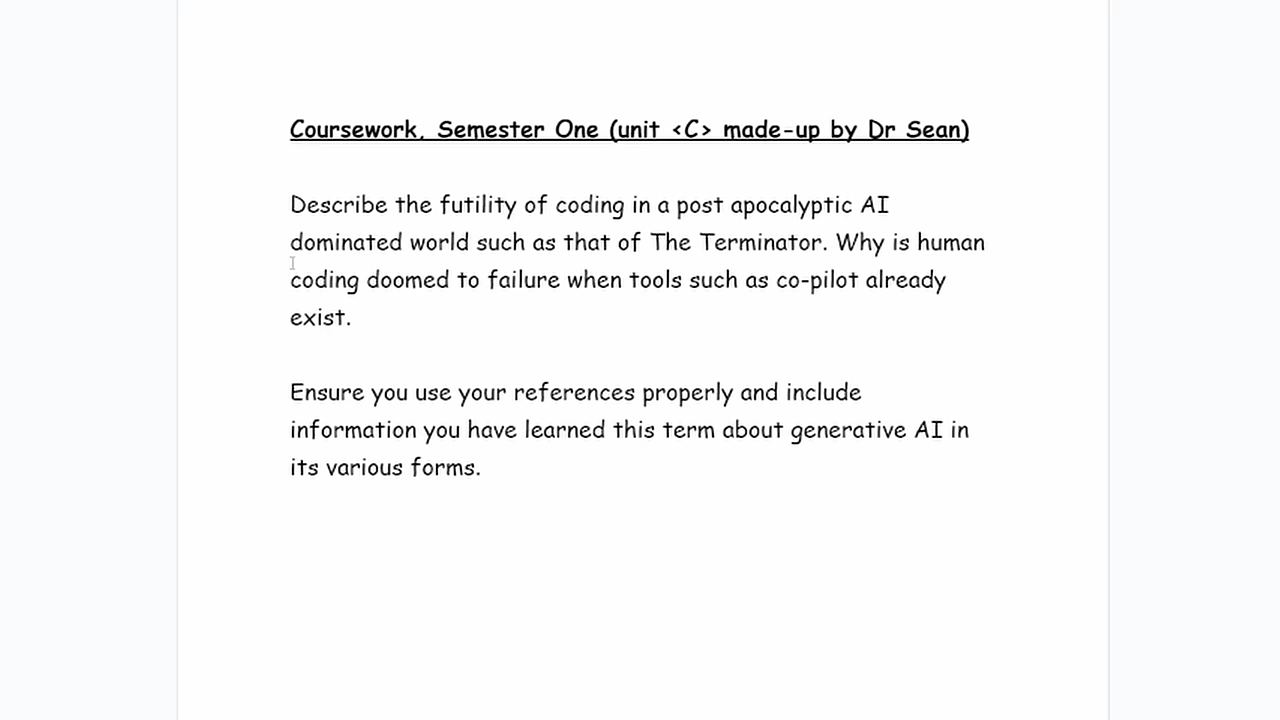 Coursework, Semester One (unit <C> made-up by Dr Sean)
Describe the futility of coding in a post apocalyptic AI
dominated world such as that of The Terminator. Why is human
coding doomed to failure when tools such as co-pilot already
exist.
Ensure you use your references properly and include
information you have learned this term about generative AI in
its various forms.